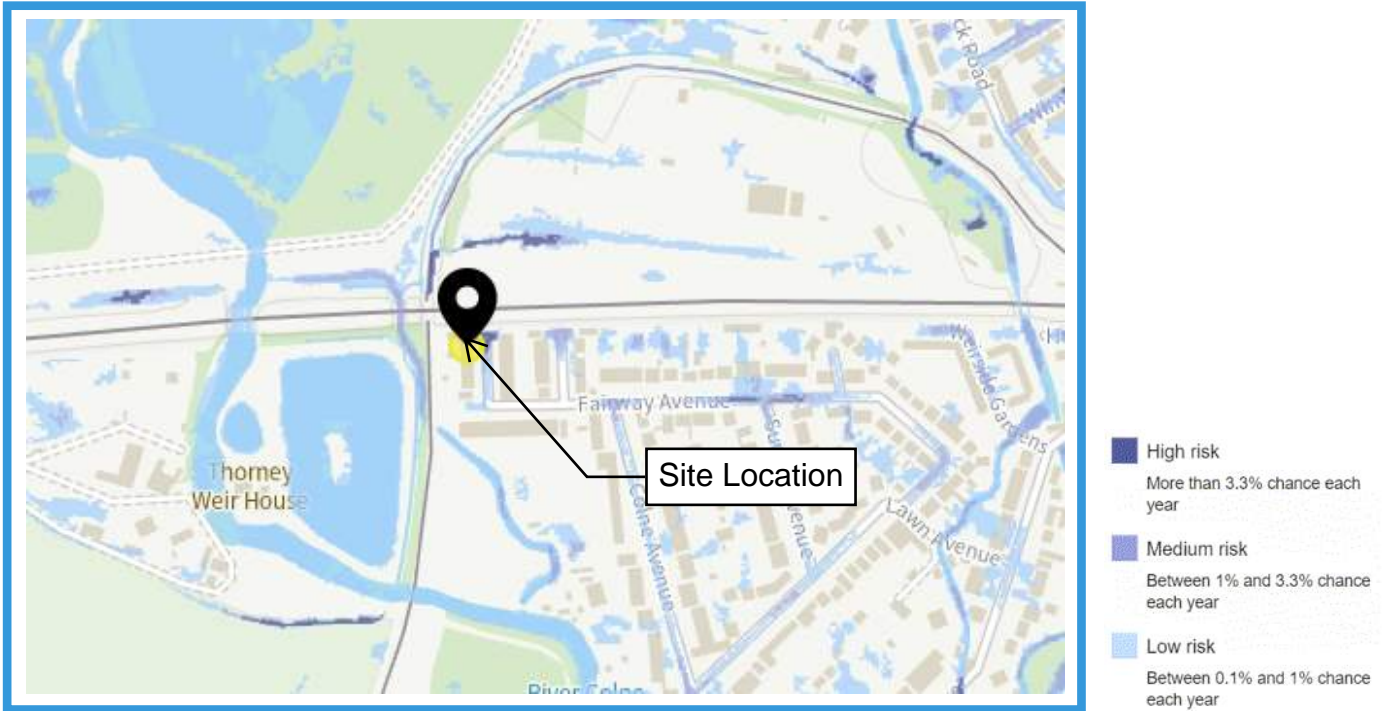 ck Road
Fairway Avenue
Weirside Gardens
Site Location
Thorney
Weir House
Colne Avenue
Lawn Avenue
River Colne
High risk
More than 3.3% chance each
year
Medium risk
Between 1% and 3.3% chance
each year
Low risk
Between 0.1% and 1% chance
each year